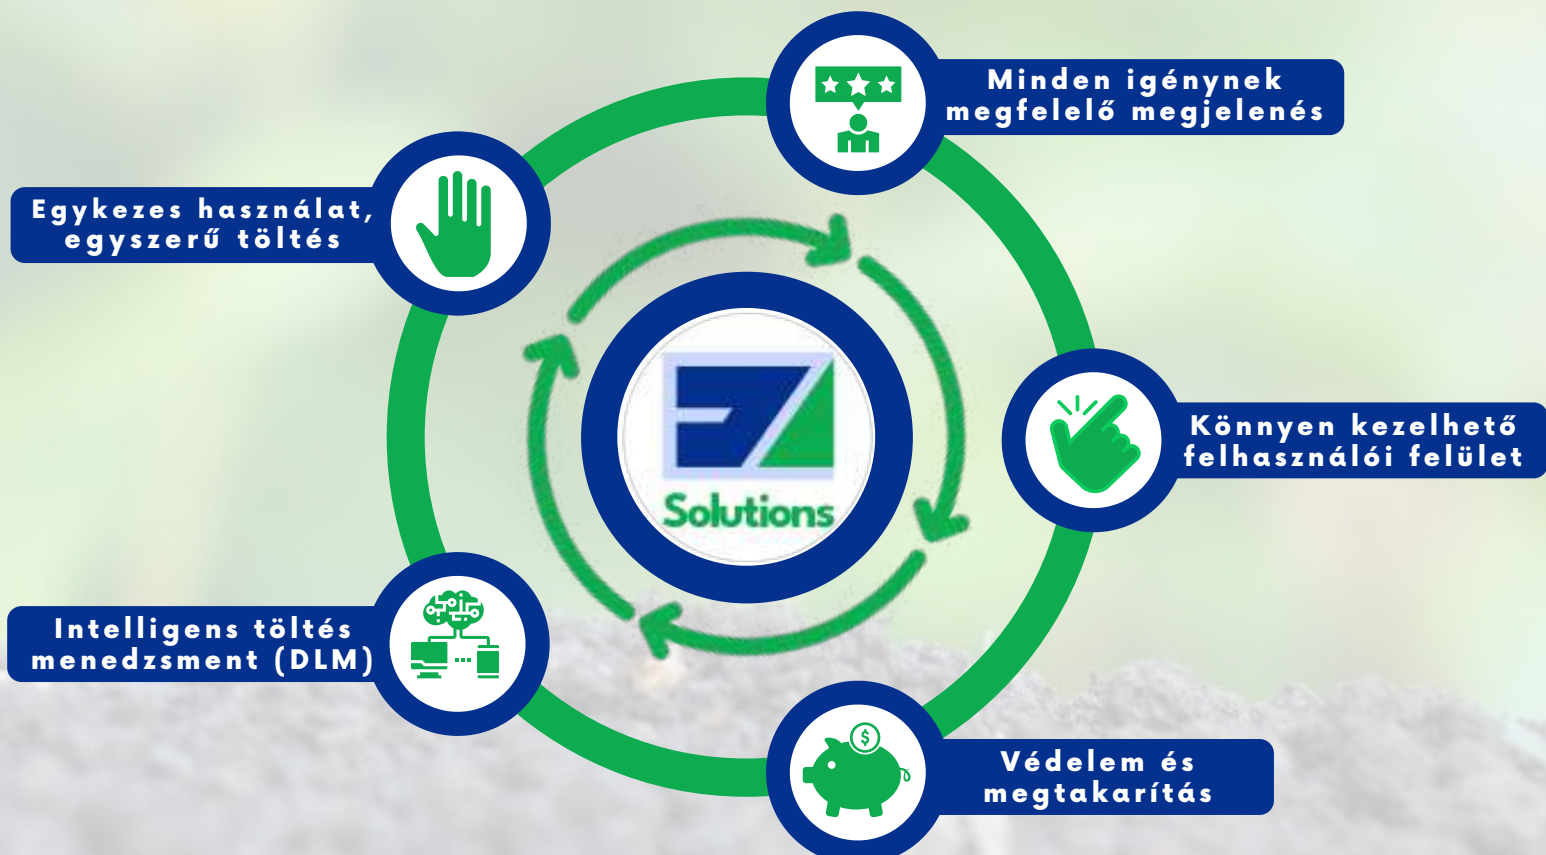 Minden igénynek
megfelelő megjelenés
Egykezes használat,
egyszerű töltés
Könnyen kezelhető
felhasználói felület
EZ
Solutions
Intelligens töltés
menedzsment (DLM)
Védelem és
megtakarítás
$